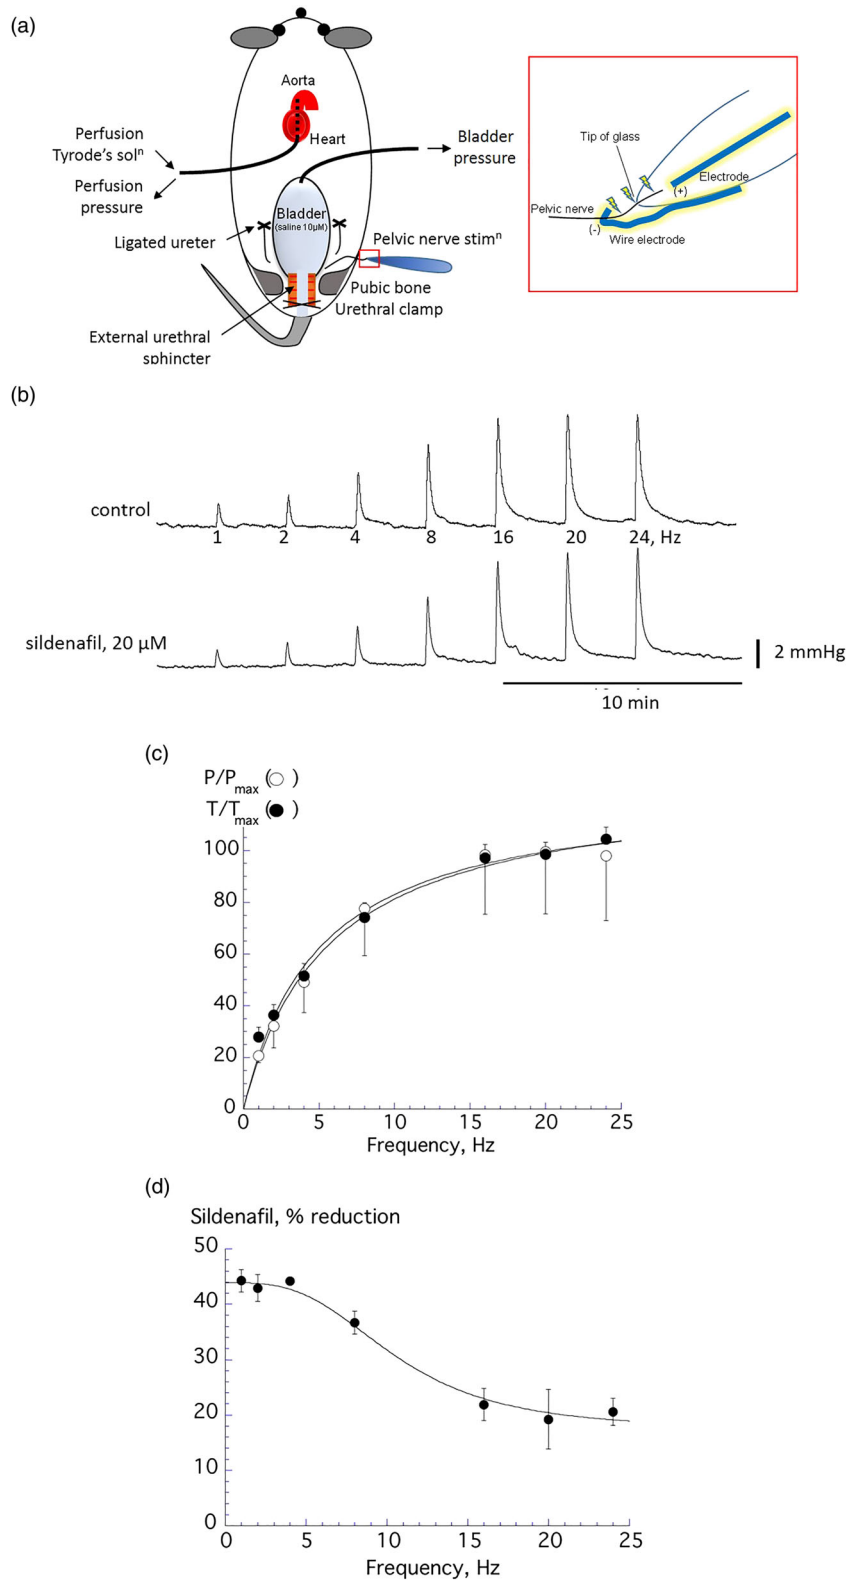 (a)
Aorta
Heart
Perfusion
Tyrode's solⁿ
Perfusion
pressure
Bladder
pressure
Bladder
(saline 10µM)
Ligated ureter
Pelvic nerve stimⁿ
Pubic bone
Urethral clamp
External urethral
sphincter
Tip of glass
Electrode
(+)
Pelvic nerve
(-)
Wire electrode
(b)
control
1 2 4 8 16 20 24, Hz
sildenafil, 20 µM
2 mmHg
10 min
(c)
P/Pmax (○)
T/Tmax (●)
100
80
60
40
20
0
0 5 10 15 20 25
Frequency, Hz
(d)
Sildenafil, % reduction
50
40
30
20
10
0
0 5 10 15 20 25
Frequency, Hz